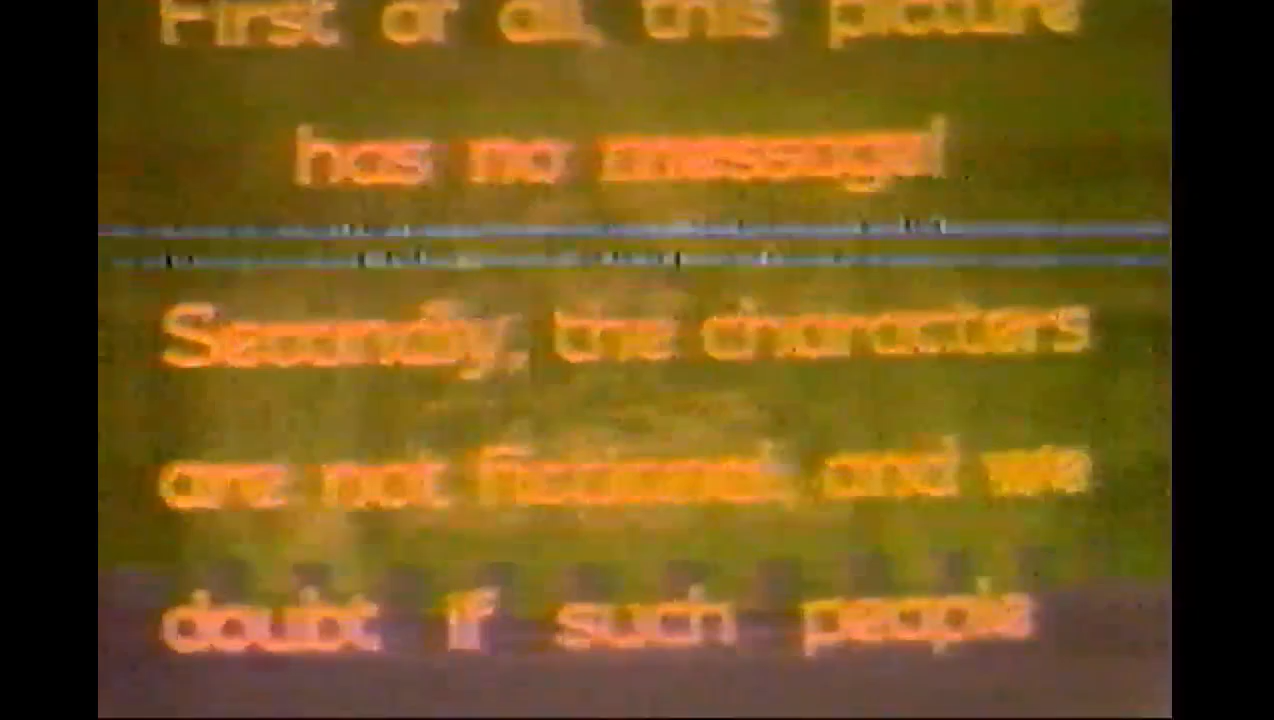 First of all, this picture
has no message!
Secondly, the characters
are not fictional, and we
doubt if such people